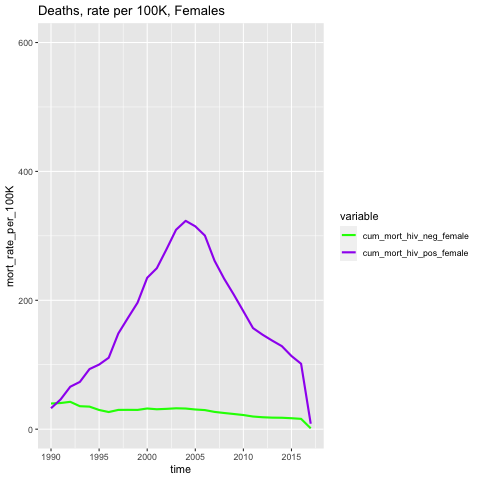 Deaths, rate per 100K, Females
600
400
200
0
mort_rate_per_100K
1990
1995
2000
2005
2010
2015
time
variable
cum_mort_hiv_neg_female
cum_mort_hiv_pos_female